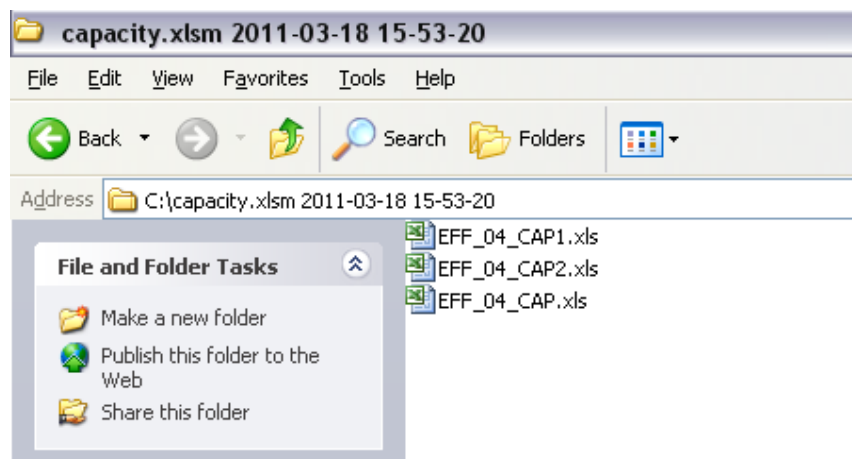 capacity.xlsm 2011-03-18 15-53-20
File Edit View Favorites Tools Help
Back Search Folders
Address C:\capacity.xlsm 2011-03-18 15-53-20
File and Folder Tasks
Make a new folder
Publish this folder to the
Web
Share this folder
EFF_04_CAP1.xls
EFF_04_CAP2.xls
EFF_04_CAP.xls